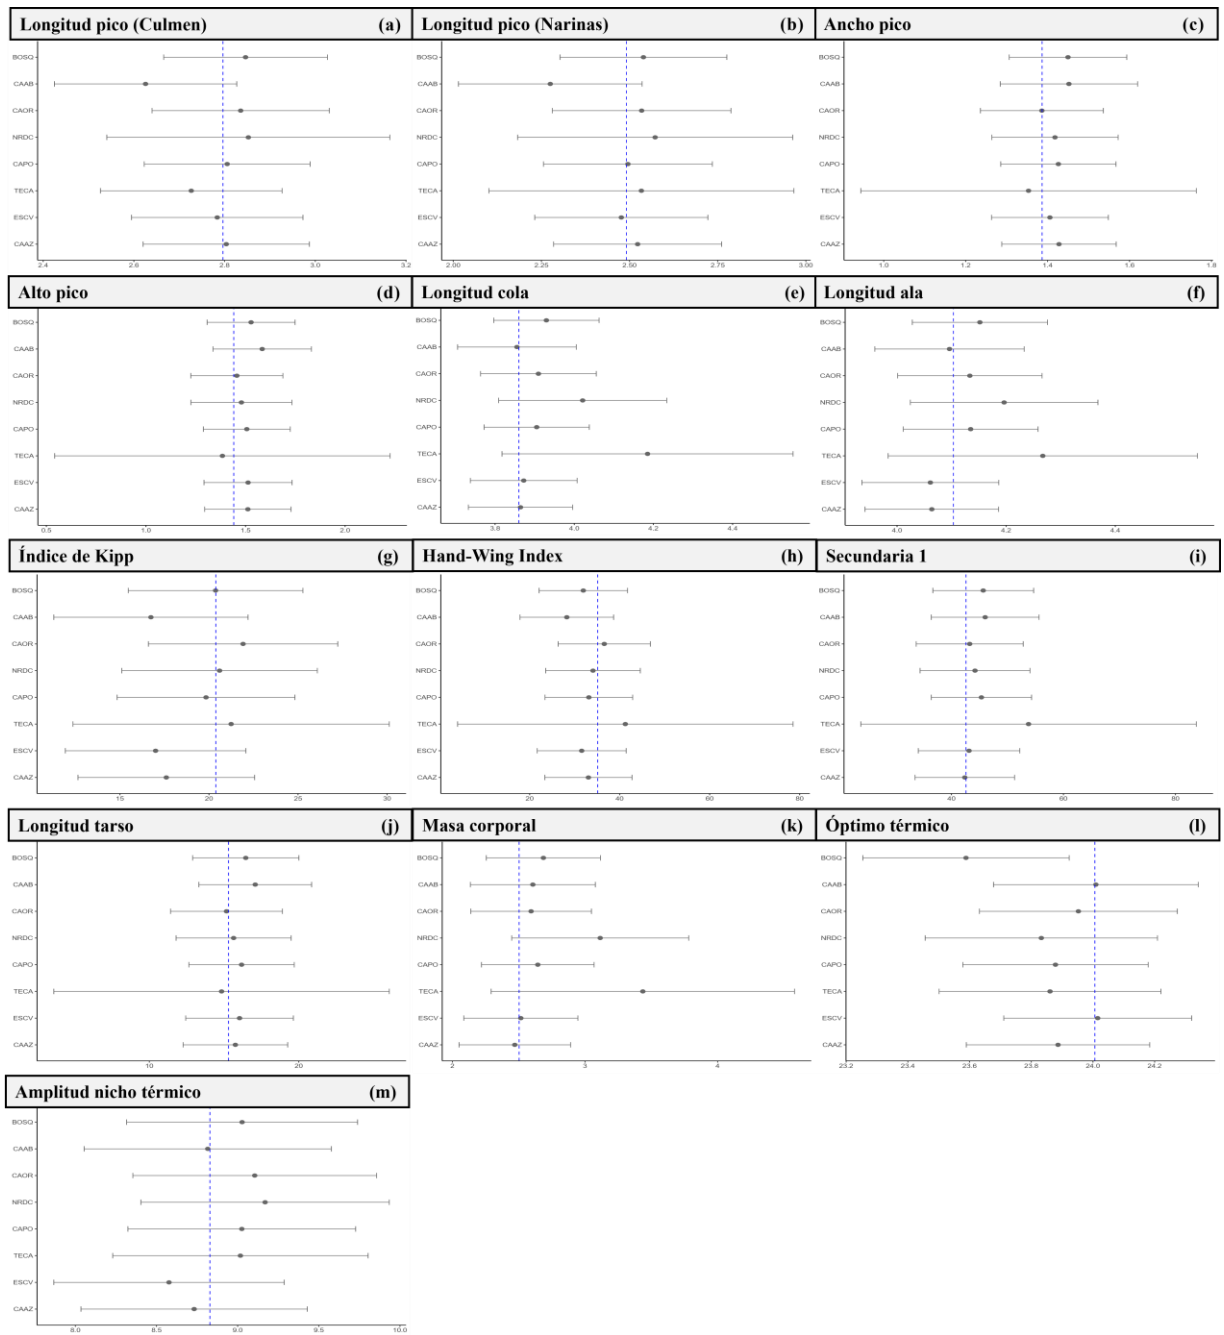 Longitud pico (Culmen) (a)
BOSQ
CAAB
CAOR
NRDC
CAPO
TECA
ESCV
CAAZ
2.4 2.6 2.8 3.0 3.2
Longitud pico (Narinas) (b)
BOSQ
CAAB
CAOR
NRDC
CAPO
TECA
ESCV
CAAZ
2.00 2.25 2.50 2.75 3.00
Ancho pico (c)
BOSQ
CAAB
CAOR
NRDC
CAPO
TECA
ESCV
CAAZ
1.0 1.2 1.4 1.6 1.8
Alto pico (d)
BOSQ
CAAB
CAOR
NRDC
CAPO
TECA
ESCV
CAAZ
0.5 1.0 1.5 2.0
Longitud cola (e)
BOSQ
CAAB
CAOR
NRDC
CAPO
TECA
ESCV
CAAZ
3.8 4.0 4.2 4.4
Longitud ala (f)
BOSQ
CAAB
CAOR
NRDC
CAPO
TECA
ESCV
CAAZ
4.0 4.2 4.4
Índice de Kipp (g)
BOSQ
CAAB
CAOR
NRDC
CAPO
TECA
ESCV
CAAZ
15 20 25 30
Hand-Wing Index (h)
BOSQ
CAAB
CAOR
NRDC
CAPO
TECA
ESCV
CAAZ
20 40 60 80
Secundaria 1 (i)
BOSQ
CAAB
CAOR
NRDC
CAPO
TECA
ESCV
CAAZ
40 60 80
Longitud tarso (j)
BOSQ
CAAB
CAOR
NRDC
CAPO
TECA
ESCV
CAAZ
10 20
Masa corporal (k)
BOSQ
CAAB
CAOR
NRDC
CAPO
TECA
ESCV
CAAZ
2 3 4
Óptimo térmico (l)
BOSQ
CAAB
CAOR
NRDC
CAPO
TECA
ESCV
CAAZ
23.2 23.4 23.6 23.8 24.0 24.2
Amplitud nicho térmico (m)
BOSQ
CAAB
CAOR
NRDC
CAPO
TECA
ESCV
CAAZ
8.0 8.5 9.0 9.5 10.0